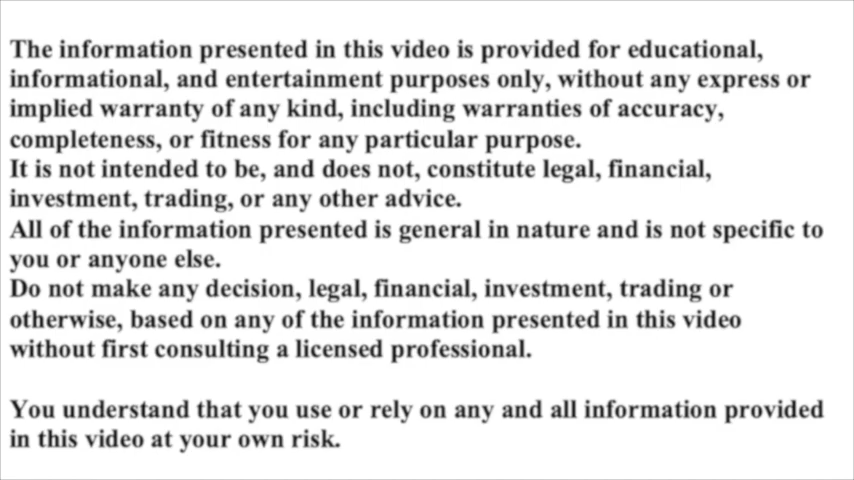 The information presented in this video is provided for educational,
informational, and entertainment purposes only, without any express or
implied warranty of any kind, including warranties of accuracy,
completeness, or fitness for any particular purpose.
It is not intended to be, and does not, constitute legal, financial,
investment, trading, or any other advice.
All of the information presented is general in nature and is not specific to
you or anyone else.
Do not make any decision, legal, financial, investment, trading or
otherwise, based on any of the information presented in this video
without first consulting a licensed professional.
You understand that you use or rely on any and all information provided
in this video at your own risk.